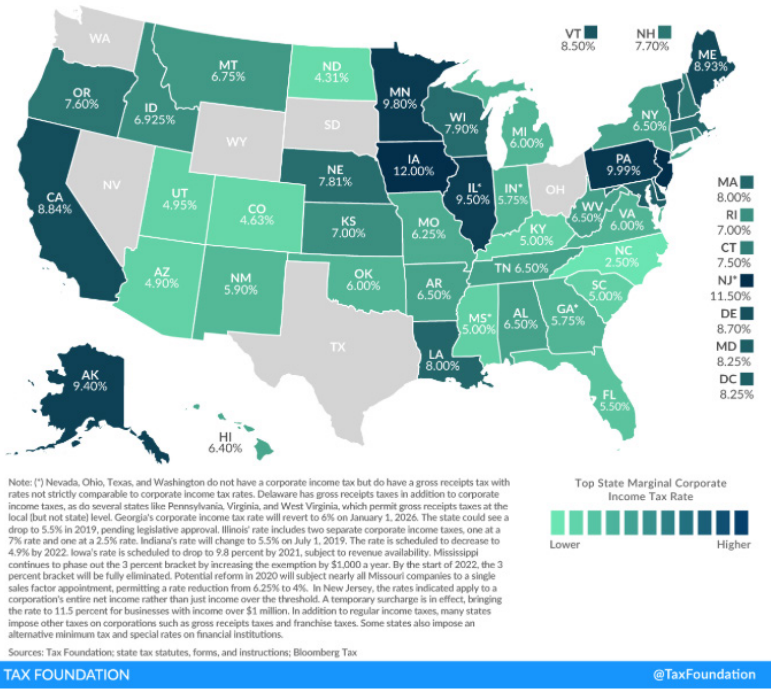 WA
VT
8.50%
NH
7.70%
ME
8.93%
MT
6.75%
ND
4.31%
MN
9.80%
OR
7.60%
ID
6.925%
WY
SD
WI
7.90%
MI
6.00%
NY
6.50%
NE
7.81%
IA
12.00%
PA
9.99%
CA
8.84%
NV
UT
4.95%
CO
4.63%
KS
7.00%
MO
6.25%
IL*
9.50%
IN*
5.75%
OH
WV
6.50%
VA
6.00%
KY
5.00%
NC
2.50%
TN 6.50%
SC
5.00%
AZ
4.90%
NM
5.90%
OK
6.00%
AR
6.50%
MS*
5.00%
AL
6.50%
GA*
5.75%
TX
LA
8.00%
FL
5.50%
AK
9.40%
HI
6.40%
MA
8.00%
RI
7.00%
CT
7.50%
NJ*
11.50%
DE
8.70%
MD
8.25%
DC
8.25%
Note: (*) Nevada, Ohio, Texas, and Washington do not have a corporate income tax but do have a gross receipts tax with
rates not strictly comparable to corporate income tax rates. Delaware has gross receipts taxes in addition to corporate
income taxes, as do several states like Pennsylvania, Virginia, and West Virginia, which permit gross receipts taxes at the
local (but not state) level. Georgia's corporate income tax rate will revert to 6% on January 1, 2026. The state could see a
drop to 5.5% in 2019, pending legislative approval. Illinois' rate includes two separate corporate income taxes, one at a
7% rate and one at a 2.5% rate. Indiana's rate will change to 5.5% on July 1, 2019. The rate is scheduled to decrease to
4.9% by 2022. Iowa's rate is scheduled to drop to 9.8 percent by 2021, subject to revenue availability. Mississippi
continues to phase out the 3 percent bracket by increasing the exemption by $1,000 a year. By the start of 2022, the 3
percent bracket will be fully eliminated. Potential reform in 2020 will subject nearly all Missouri companies to a single
sales factor appointment, permitting a rate reduction from 6.25% to 4%. In New Jersey, the rates indicated apply to a
corporation's entire net income rather than just income over the threshold. A temporary surcharge is in effect, bringing
the rate to 11.5 percent for businesses with income over $1 million. In addition to regular income taxes, many states
impose other taxes on corporations such as gross receipts taxes and franchise taxes. Some states also impose an
alternative minimum tax and special rates on financial institutions.
Sources: Tax Foundation; state tax statutes, forms, and instructions; Bloomberg Tax
Top State Marginal Corporate
Income Tax Rate
Lower
Higher
TAX FOUNDATION
@TaxFoundation